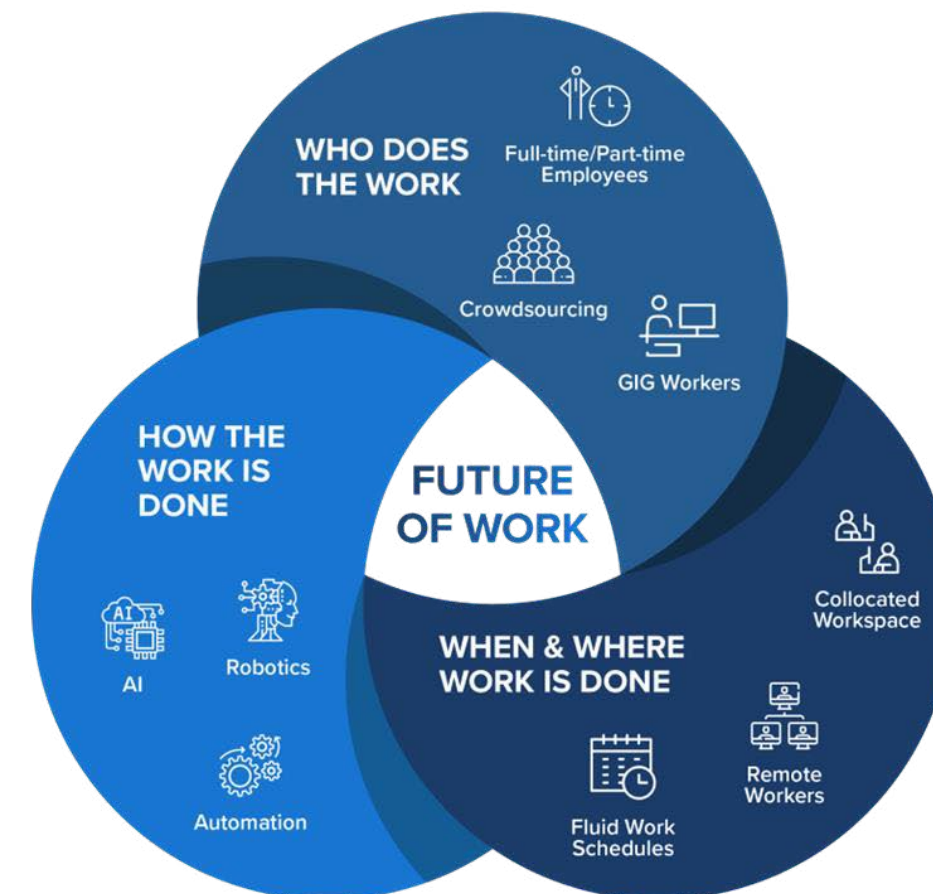 WHO DOES
THE WORK
Full-time/Part-time
Employees
Crowdsourcing
GIG Workers
HOW THE
WORK IS
DONE
AI
AI
Robotics
Automation
FUTURE
OF WORK
WHEN & WHERE
WORK IS DONE
Collocated
Workspace
Remote
Workers
Fluid Work
Schedules